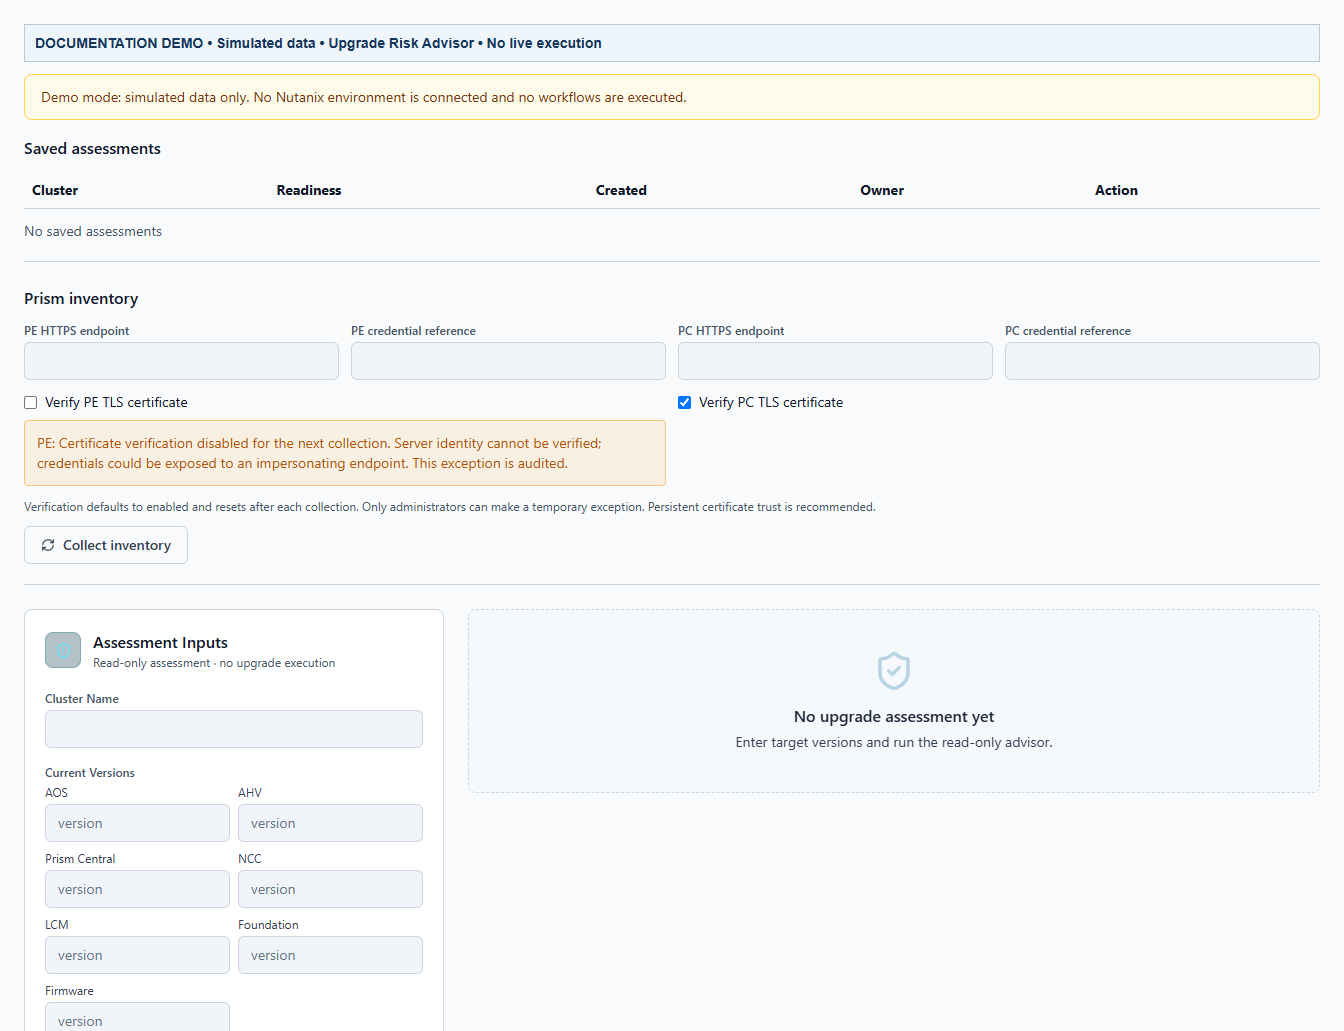 DOCUMENTATION DEMO • Simulated data • Upgrade Risk Advisor • No live execution
Demo mode: simulated data only. No Nutanix environment is connected and no workflows are executed.
Saved assessments
Cluster Readiness Created Owner Action
No saved assessments
Prism inventory
PE HTTPS endpoint PE credential reference PC HTTPS endpoint PC credential reference
Verify PE TLS certificate Verify PC TLS certificate
PE: Certificate verification disabled for the next collection. Server identity cannot be verified;
credentials could be exposed to an impersonating endpoint. This exception is audited.
Verification defaults to enabled and resets after each collection. Only administrators can make a temporary exception. Persistent certificate trust is recommended.
Collect inventory
Assessment Inputs
Read-only assessment · no upgrade execution
Cluster Name
Current Versions
AOS AHV
version version
Prism Central NCC
version version
LCM Foundation
version version
Firmware
version
No upgrade assessment yet
Enter target versions and run the read-only advisor.